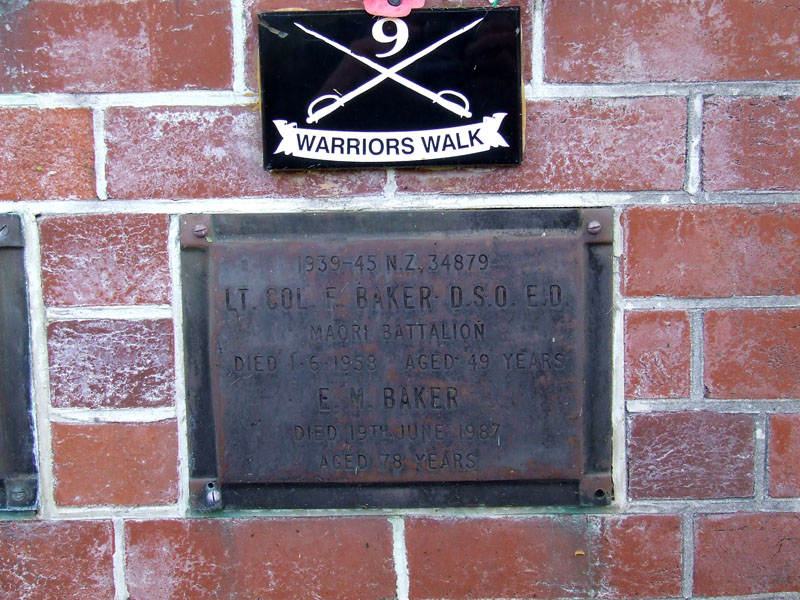 9
WARRIORS WALK
1939-45 N.Z. 34879
LT. COL. F. BAKER. D.S.O. E.D.
MAORI BATTALION
DIED 1·6·1958 AGED 49 YEARS
E. M. BAKER
DIED 19TH JUNE 1987
AGED 78 YEARS